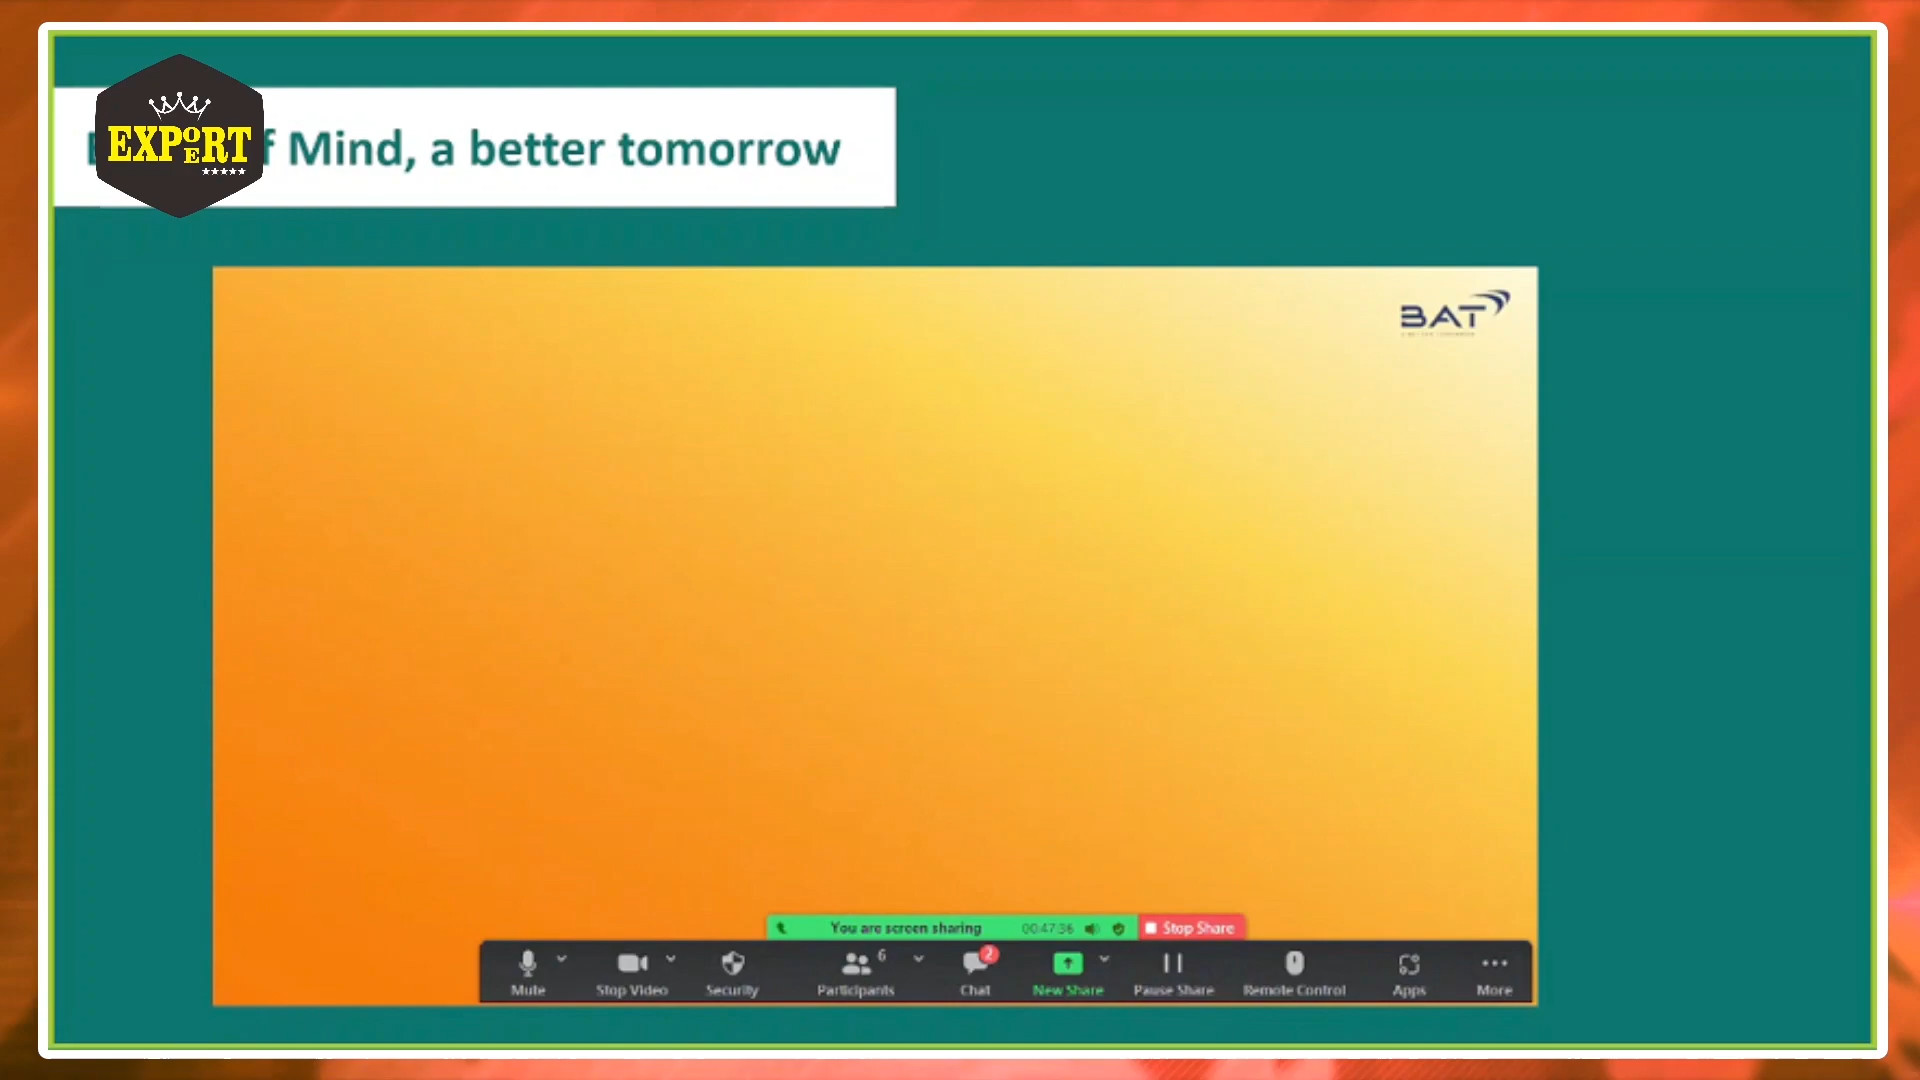 EXPORT
f Mind, a better tomorrow
BAT
You are screen sharing 00:47:36 Stop Share
6
2
Mute Stop Video Security Participants Chat New Share Pause Share Remote Control Apps More